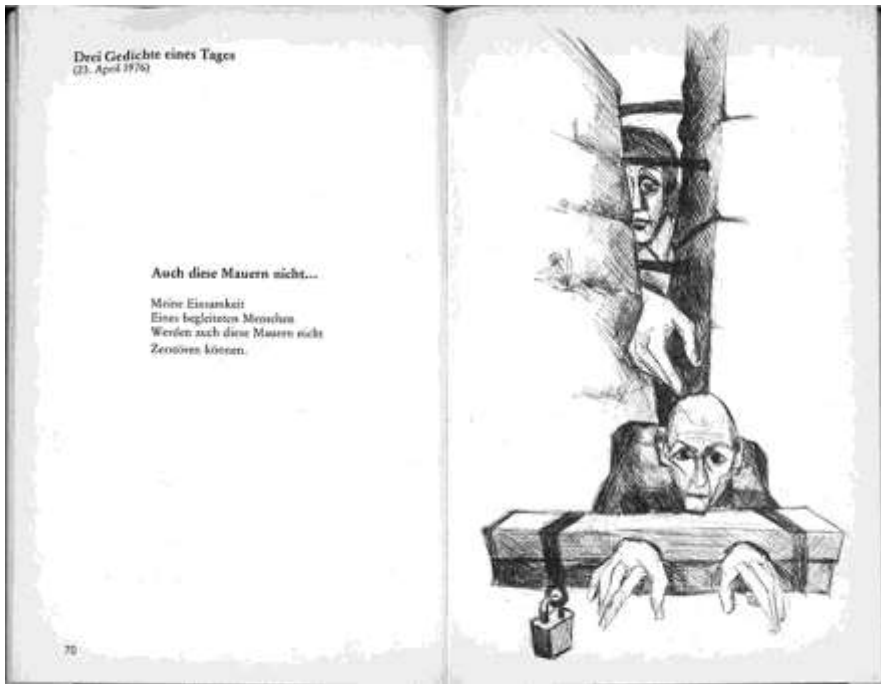 Drei Gedichte eines Tages
(23. April 1976)
Auch diese Mauern nicht...
Meine Einsamkeit
Eines begleiteten Menschen
Werden auch diese Mauern nicht
Zerstören können.
70